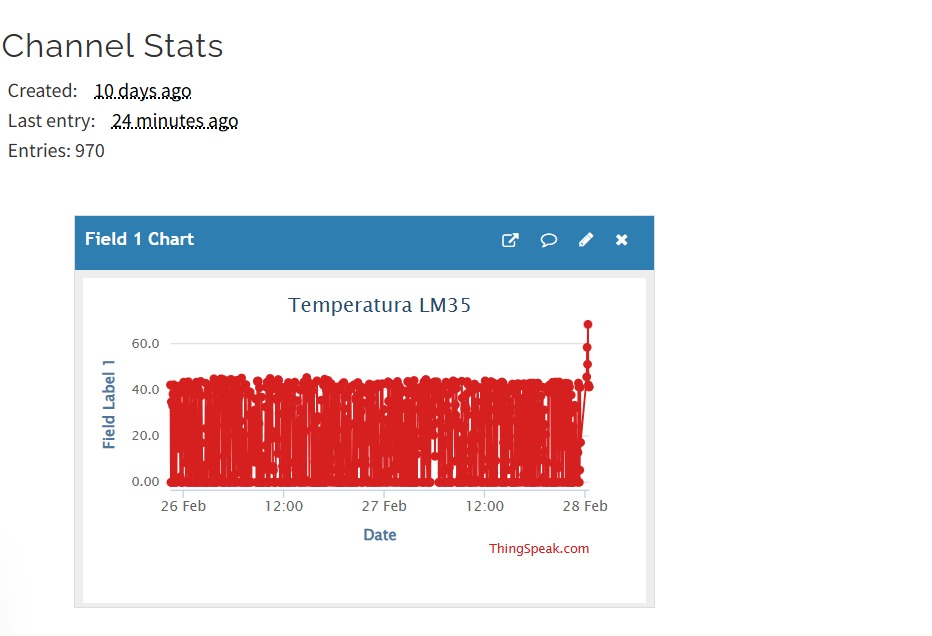 Channel Stats
Created: 10 days ago
Last entry: 24 minutes ago
Entries: 970
Field 1 Chart
Temperatura LM35
Field Label 1
60.0
40.0
20.0
0.00
26 Feb 12:00 27 Feb 12:00 28 Feb
Date
ThingSpeak.com